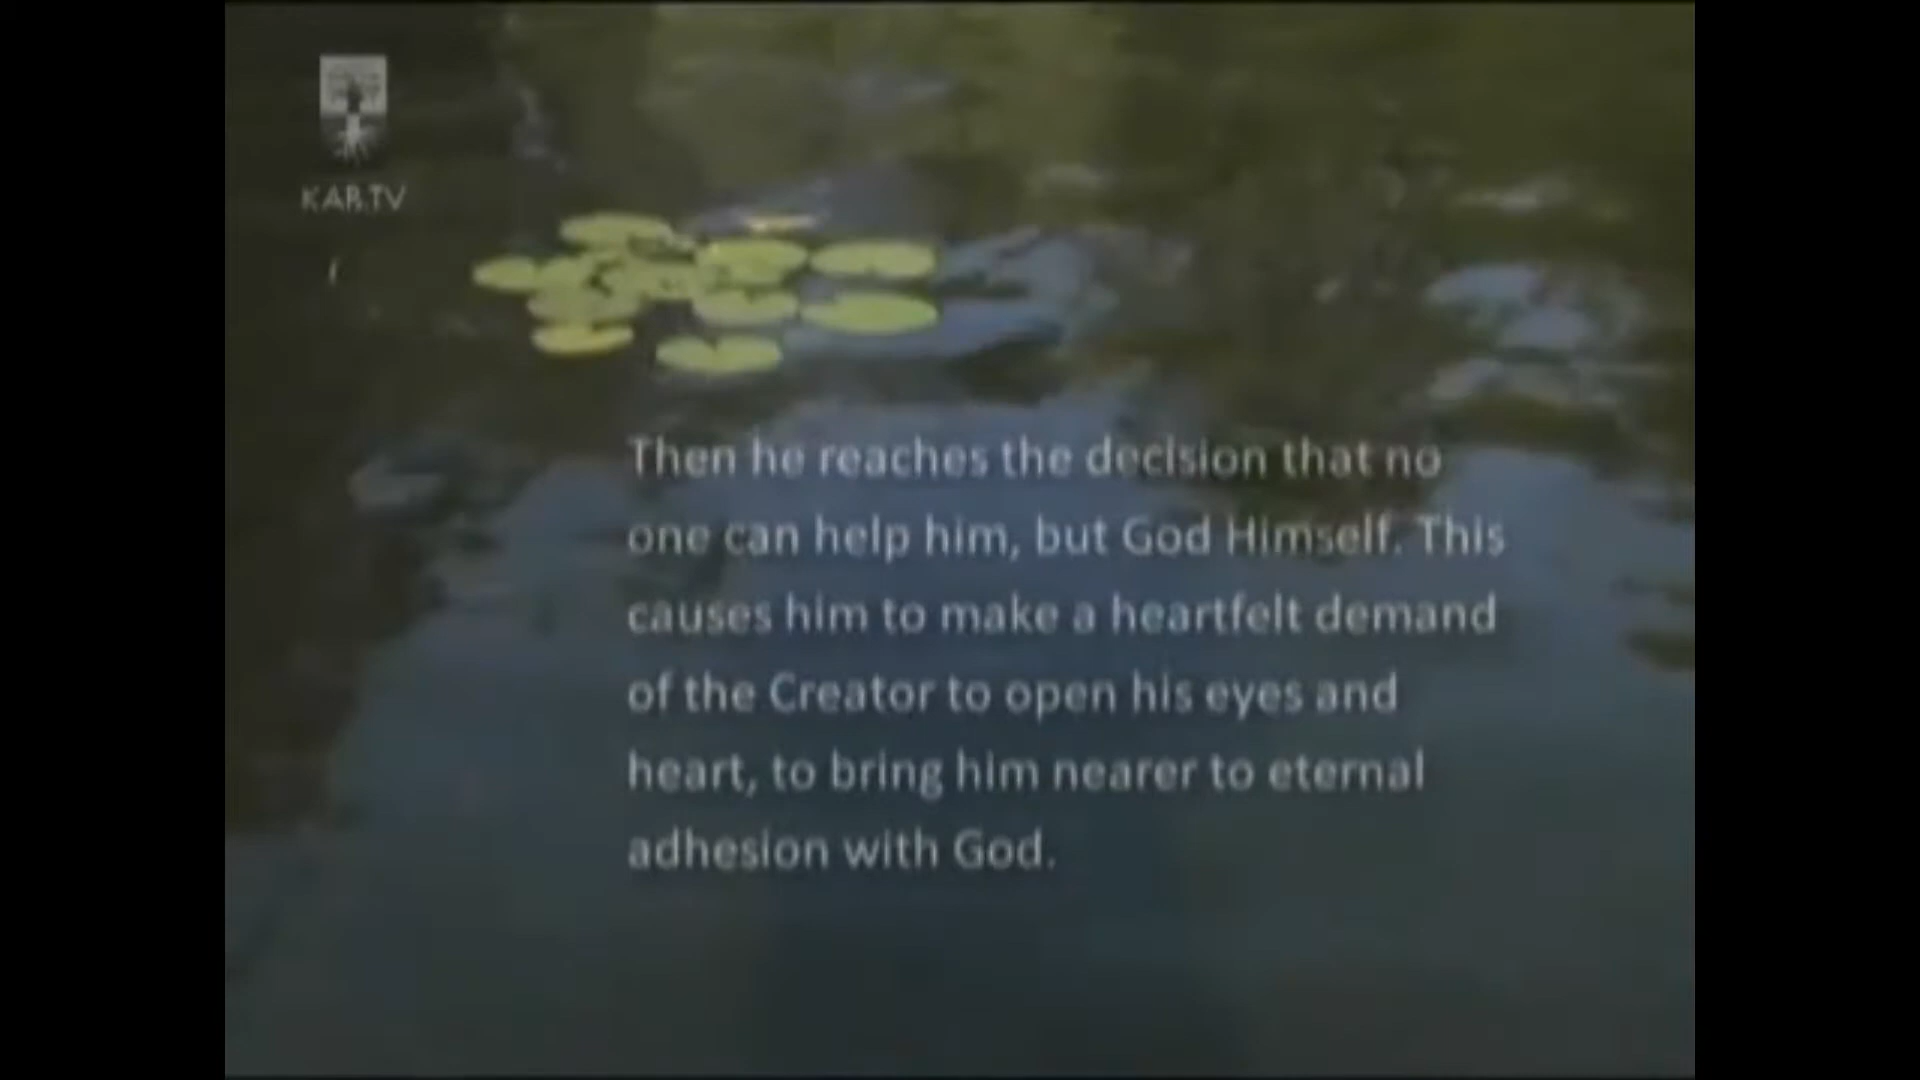 KAB.TV
Then he reaches the decision that no
one can help him, but God Himself. This
causes him to make a heartfelt demand
of the Creator to open his eyes and
heart, to bring him nearer to eternal
adhesion with God.